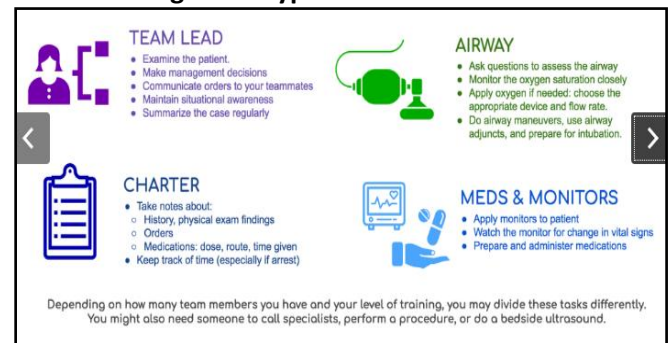 TEAM LEAD
• Examine the patient.
• Make management decisions
• Communicate orders to your teammates
• Maintain situational awareness
• Summarize the case regularly
AIRWAY
• Ask questions to assess the airway
• Monitor the oxygen saturation closely
• Apply oxygen if needed: choose the
appropriate device and flow rate.
• Do airway maneuvers, use airway
adjuncts, and prepare for intubation.
CHARTER
• Take notes about:
○ History, physical exam findings
○ Orders
○ Medications: dose, route, time given
• Keep track of time (especially if arrest)
MEDS & MONITORS
• Apply monitors to patient
• Watch the monitor for change in vital signs
• Prepare and administer medications
Depending on how many team members you have and your level of training, you may divide these tasks differently.
You might also need someone to call specialists, perform a procedure, or do a bedside ultrasound.